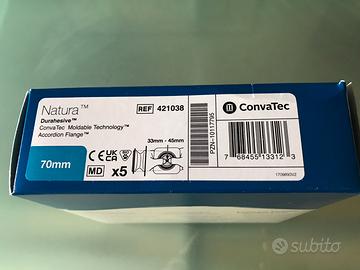 Natura™
Durahesive™
ConvaTec Moldable Technology™
Accordion Flange™
REF 421038
ConvaTec
70mm
33mm - 45mm
MD x5
PZN-10117795
7 68455 13312 3
subito